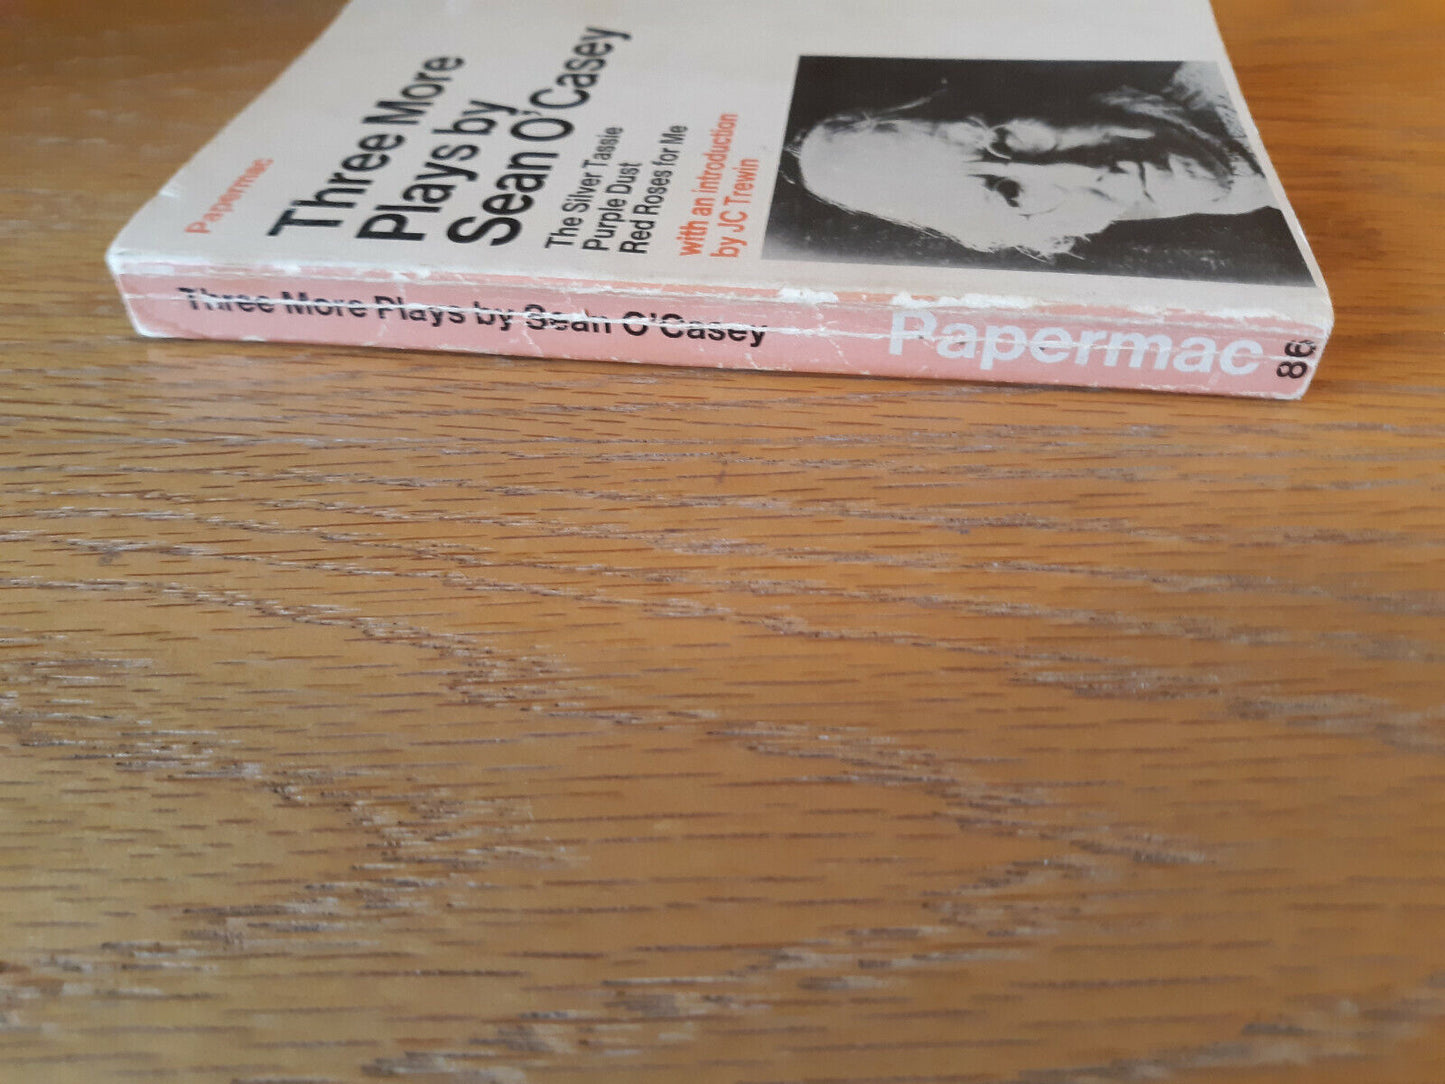 Papermac
Three More
Plays by
Sean O'Casey
The Silver Tassie
Purple Dust
Red Roses for Me
with an introduction
by JC Trewin
Three More Plays by Sean O'Casey
Papermac
86